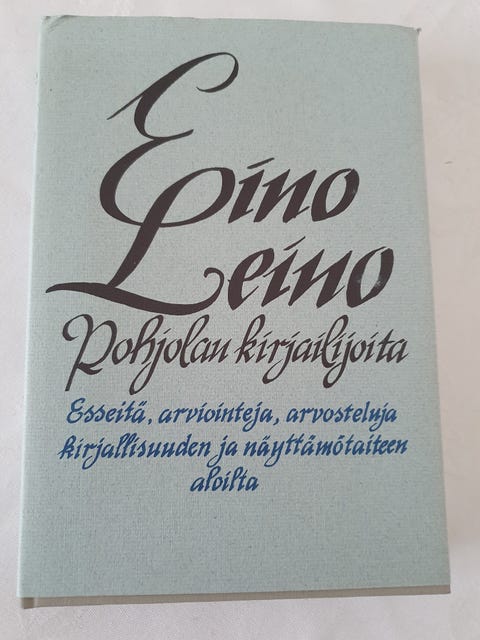 Eino
Leino
Pohjolan kirjailijoita
Esseitä, arviointeja, arvosteluja
kirjallisuuden ja näyttämötaiteen
aloilta